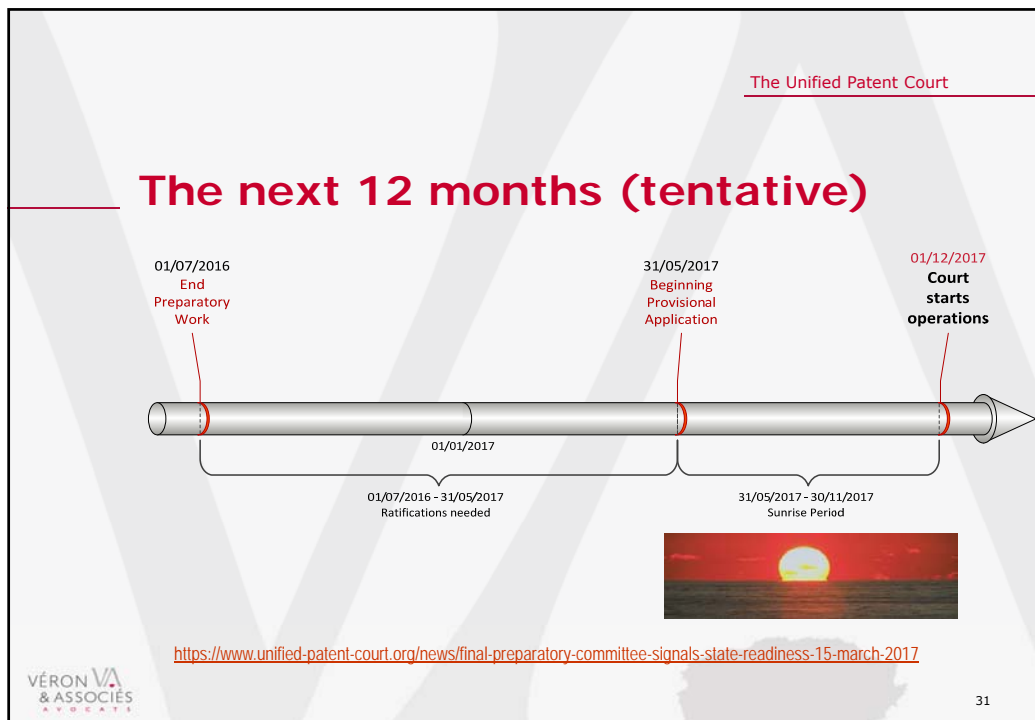 The Unified Patent Court
The next 12 months (tentative)
01/07/2016
End
Preparatory
Work
31/05/2017
Beginning
Provisional
Application
01/12/2017
Court
starts
operations
01/01/2017
01/07/2016 - 31/05/2017
Ratifications needed
31/05/2017 - 30/11/2017
Sunrise Period
https://www.unified-patent-court.org/news/final-preparatory-committee-signals-state-readiness-15-march-2017
VÉRON VA
& ASSOCIÉS
AVOCATS
31